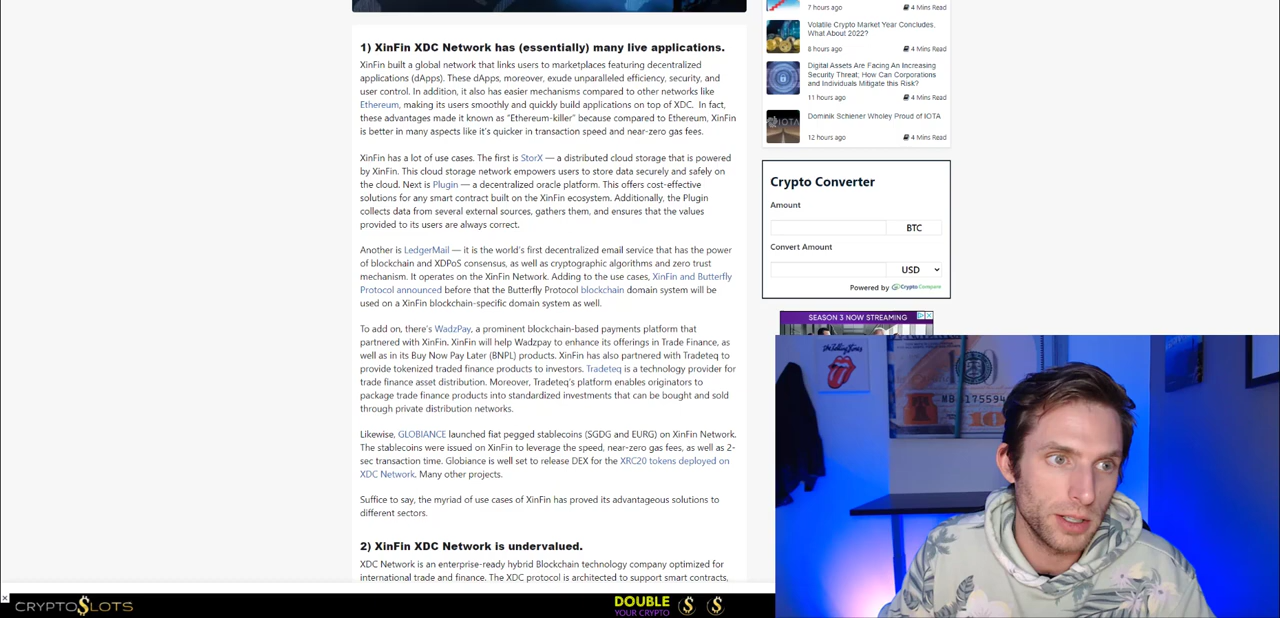 1) XinFin XDC Network has (essentially) many live applications.
XinFin built a global network that links users to marketplaces featuring decentralized
applications (dApps). These dApps, moreover, exude unparalleled efficiency, security, and
user control. In addition, it also has easier mechanisms compared to other networks like
Ethereum, making its users smoothly and quickly build applications on top of XDC. In fact,
these advantages made it known as “Ethereum-killer” because compared to Ethereum, XinFin
is better in many aspects like it’s quicker in transaction speed and near-zero gas fees.
XinFin has a lot of use cases. The first is StorX — a distributed cloud storage that is powered
by XinFin. This cloud storage network empowers users to store data securely and safely on
the cloud. Next is Plugin — a decentralized oracle platform. This offers cost-effective
solutions for any smart contract built on the XinFin ecosystem. Additionally, the Plugin
collects data from several external sources, gathers them, and ensures that the values
provided to its users are always correct.
Another is LedgerMail — it is the world’s first decentralized email service that has the power
of blockchain and XDPoS consensus, as well as cryptographic algorithms and zero trust
mechanism. It operates on the XinFin Network. Adding to the use cases, XinFin and Butterfly
Protocol announced before that the Butterfly Protocol blockchain domain system will be
used on a XinFin blockchain-specific domain system as well.
To add on, there’s WadzPay, a prominent blockchain-based payments platform that
partnered with XinFin. XinFin will help Wadzpay to enhance its offerings in Trade Finance, as
well as in its Buy Now Pay Later (BNPL) products. XinFin has also partnered with Tradeteq to
provide tokenized traded finance products to investors. Tradeteq is a technology provider for
trade finance asset distribution. Moreover, Tradeteq’s platform enables originators to
package trade finance products into standardized investments that can be bought and sold
through private distribution networks.
Likewise, GLOBIANCE launched fiat pegged stablecoins (SGDG and EURG) on XinFin Network.
The stablecoins were issued on XinFin to leverage the speed, near-zero gas fees, as well as 2-
sec transaction time. Globiance is well set to release DEX for the XRC20 tokens deployed on
XDC Network. Many other projects.
Suffice to say, the myriad of use cases of XinFin has proved its advantageous solutions to
different sectors.
2) XinFin XDC Network is undervalued.
XDC Network is an enterprise-ready hybrid Blockchain technology company optimized for
international trade and finance. The XDC protocol is architected to support smart contracts,
7 hours ago 4 Mins Read
Volatile Crypto Market Year Concludes,
What About 2022?
8 hours ago 4 Mins Read
Digital Assets Are Facing An Increasing
Security Threat; How Can Corporations
and Individuals Mitigate this Risk?
11 hours ago 4 Mins Read
Dominik Schiener Wholey Proud of IOTA
12 hours ago 4 Mins Read
IOTA
Crypto Converter
Amount
BTC
Convert Amount
USD
Powered by CryptoCompare
SEASON 3 NOW STREAMING
CRYPTOSLOTS
DOUBLE
YOUR CRYPTO